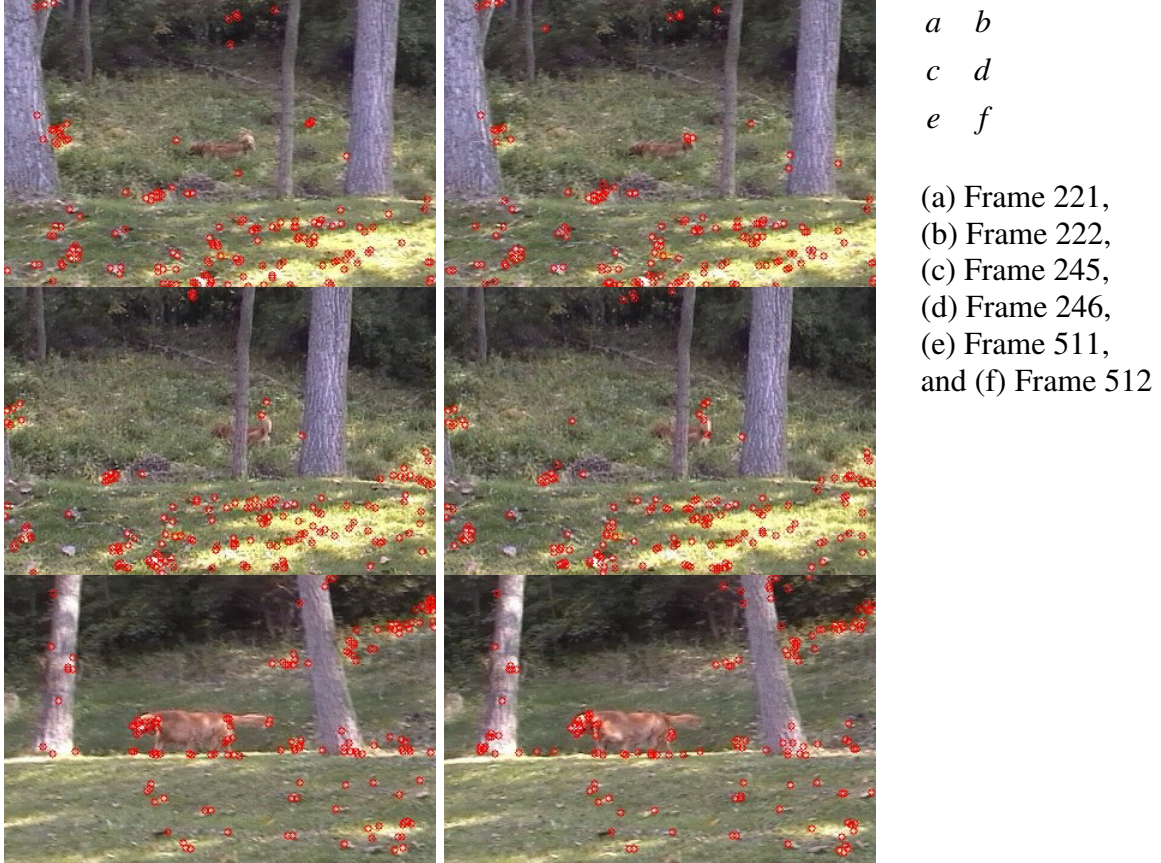 a b
c d
e f
(a) Frame 221,
(b) Frame 222,
(c) Frame 245,
(d) Frame 246,
(e) Frame 511,
and (f) Frame 512